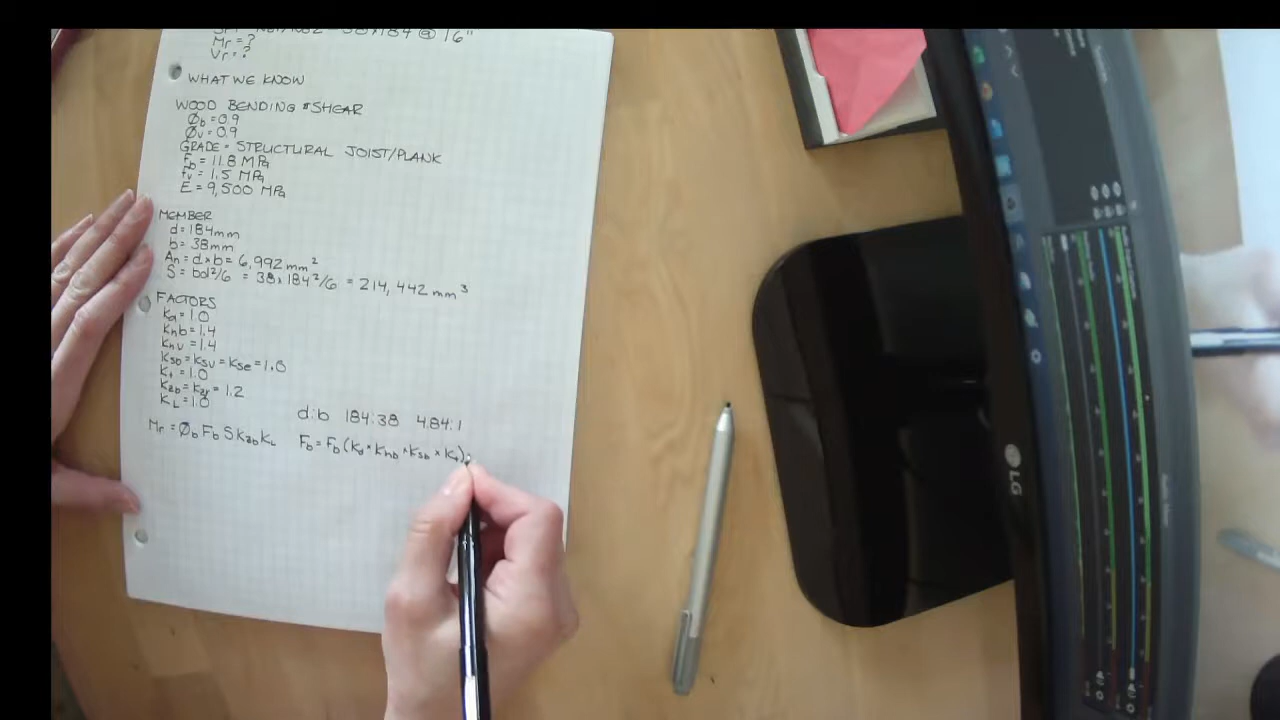 38x184 @ 16"
Mr = ?
Vr = ?
WHAT WE KNOW
WOOD BENDING & SHEAR
Øb = 0.9
Øv = 0.9
GRADE = STRUCTURAL JOIST/PLANK
fb = 11.8 MPa
fv = 1.5 MPa
E = 9,500 MPa
MEMBER
d = 184mm
b = 38mm
An = d x b = 6,992 mm²
S = bd²/6 = 38 x 184²/6 = 214,442 mm³
FACTORS
Kd = 1.0
Khb = 1.4
Khv = 1.4
Ksb = Ksv = Kse = 1.0
Kt = 1.0
Kzb = Kzv = 1.2
KL = 1.0
d:b 184:38 4.84:1
Mr = Øb Fb S Kzb KL Fb = Fb (Kd x Khb x Ksb x Kt)
LG